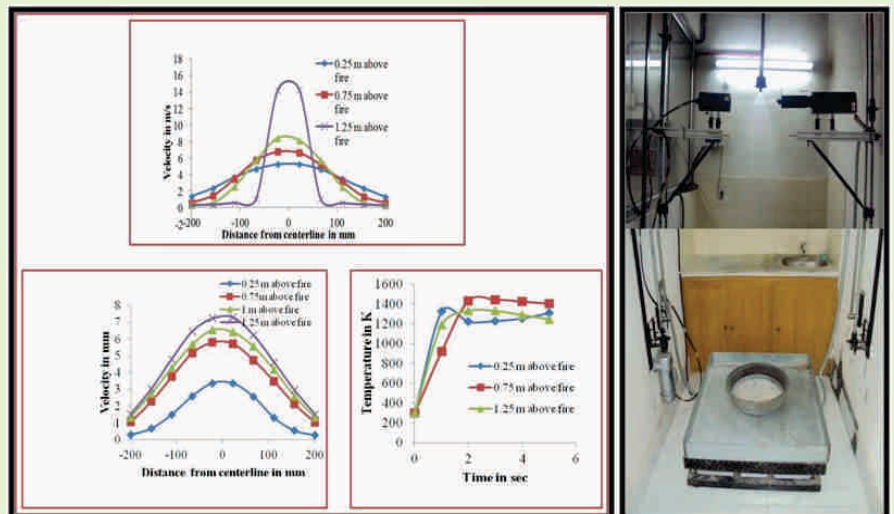 18
16
14
12
10
8
6
4
2
0
-2
Velocity in m/s
-200 -100 0 100 200
Distance from centerline in mm
0.25 m above
fire
0.75 m above
fire
1.25 m above
fire
8
7
6
5
4
3
2
1
0
Velocity in mm
-200 -100 0 100 200
Distance from centerline in mm
0.25 m above fire
0.75m above fire
1 m above fire
1.25 m above fire
1600
1400
1200
1000
800
600
400
200
0
Temperature in K
0 2 4 6
Time in sec
0.25 m above fire
0.75 m above fire
1.25 m above fire